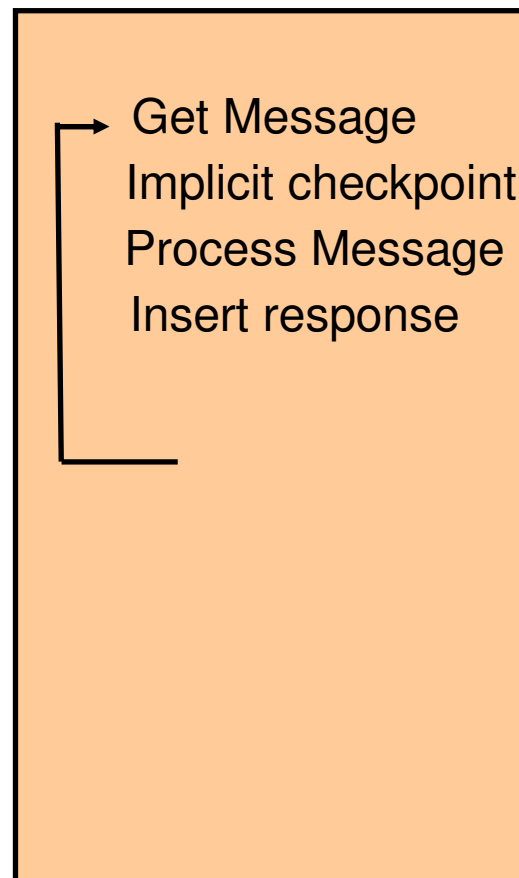 Get Message
Implicit checkpoint
Process Message
Insert response